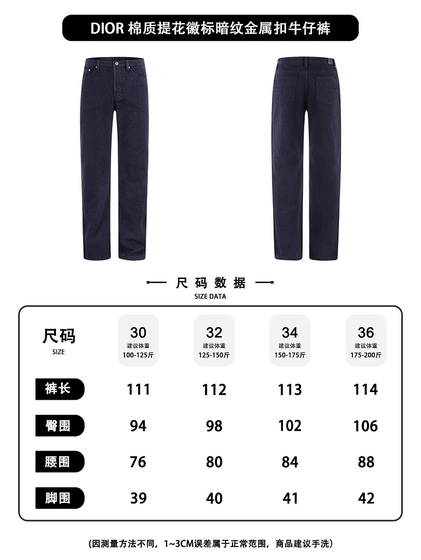 DIOR 棉质提花徽标暗纹金属扣牛仔裤
尺码数据
SIZE DATA
尺码
SIZE
30
建议体重
100-125斤
32
建议体重
125-150斤
34
建议体重
150-175斤
36
建议体重
175-200斤
裤长 111 112 113 114
臀围 94 98 102 106
腰围 76 80 84 88
脚围 39 40 41 42
(因测量方法不同，1~3CM误差属于正常范围，商品建议手洗)